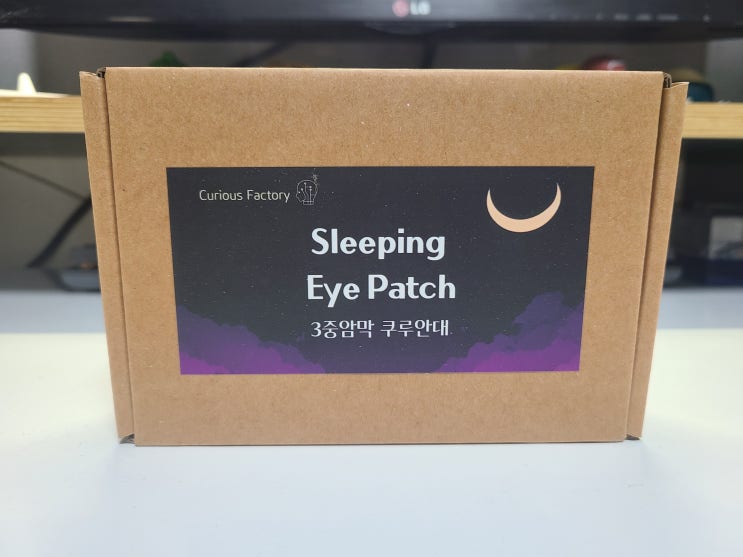 LG
Curious Factory
Sleeping
Eye Patch
3중암막 쿠루안대